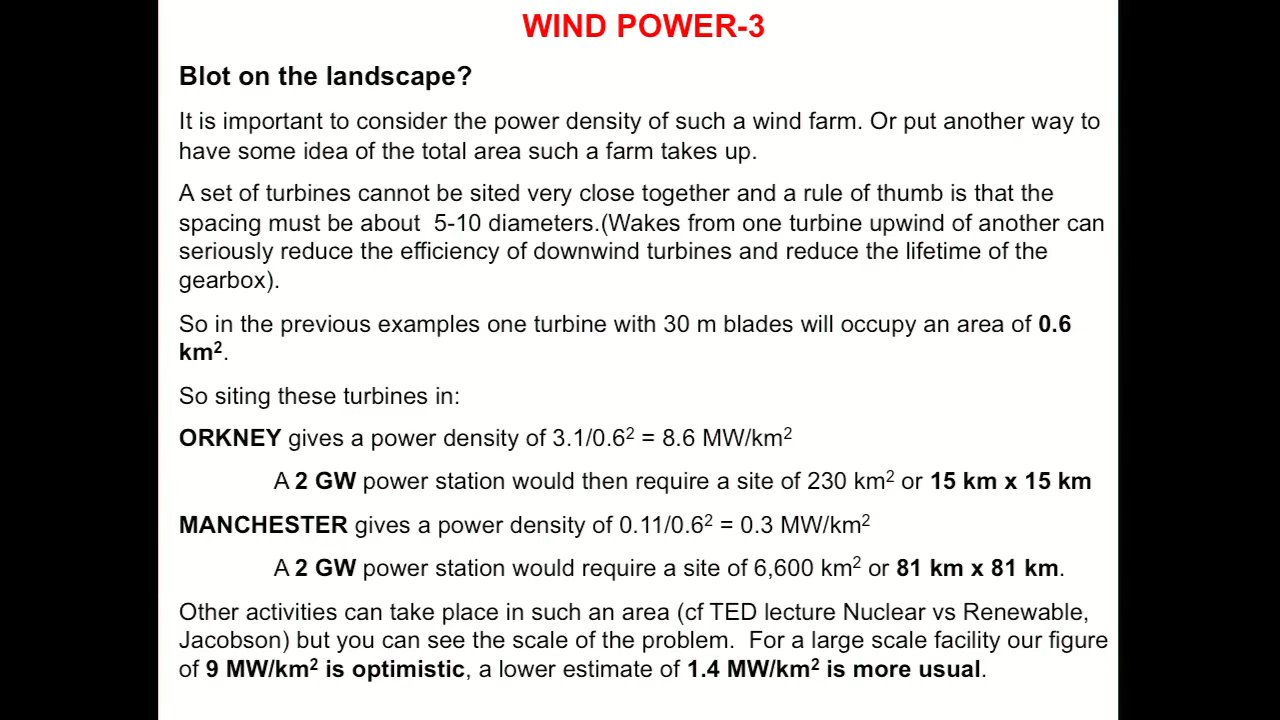 WIND POWER-3
Blot on the landscape?
It is important to consider the power density of such a wind farm. Or put another way to
have some idea of the total area such a farm takes up.
A set of turbines cannot be sited very close together and a rule of thumb is that the
spacing must be about  5-10 diameters.(Wakes from one turbine upwind of another can
seriously reduce the efficiency of downwind turbines and reduce the lifetime of the
gearbox).
So in the previous examples one turbine with 30 m blades will occupy an area of 0.6
km².
So siting these turbines in:
ORKNEY gives a power density of 3.1/0.6² = 8.6 MW/km²
A 2 GW power station would then require a site of 230 km² or 15 km x 15 km
MANCHESTER gives a power density of 0.11/0.6² = 0.3 MW/km²
A 2 GW power station would require a site of 6,600 km² or 81 km x 81 km.
Other activities can take place in such an area (cf TED lecture Nuclear vs Renewable,
Jacobson) but you can see the scale of the problem.  For a large scale facility our figure
of 9 MW/km² is optimistic, a lower estimate of 1.4 MW/km² is more usual.